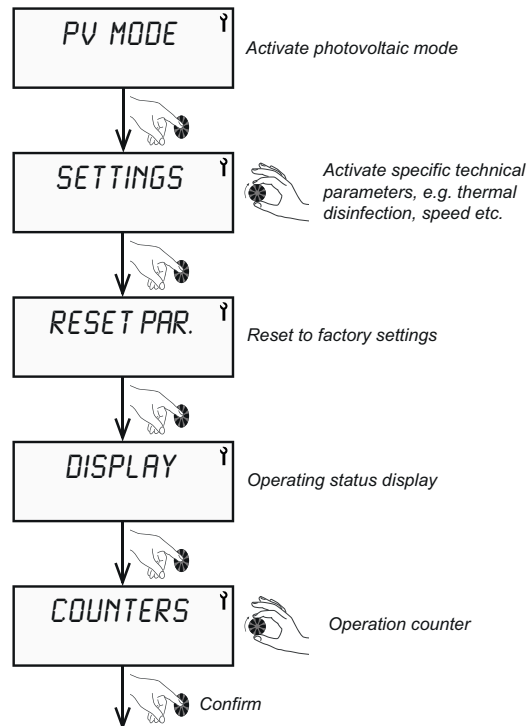 PV MODE
Activate photovoltaic mode
SETTINGS
Activate specific technical
parameters, e.g. thermal
disinfection, speed etc.
RESET PAR.
Reset to factory settings
DISPLAY
Operating status display
COUNTERS
Operation counter
Confirm